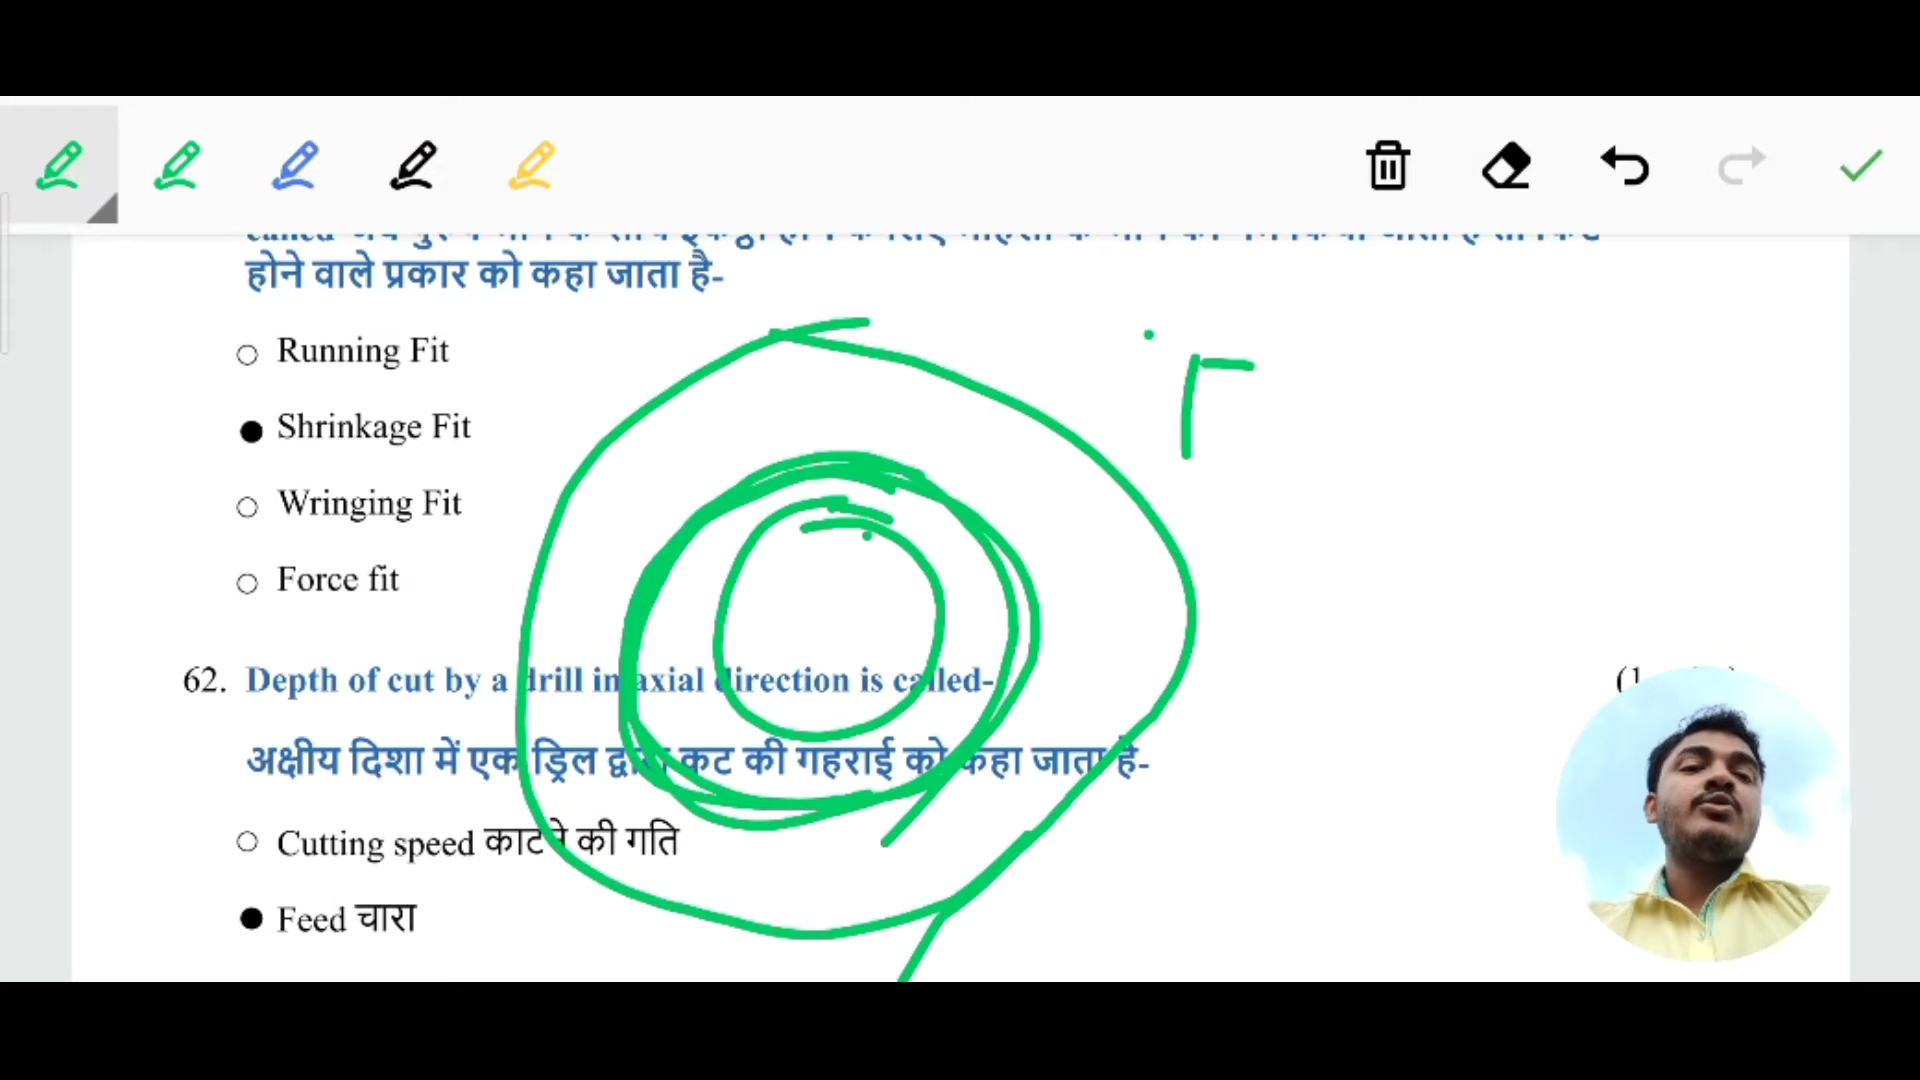 होने वाले प्रकार को कहा जाता है-
Running Fit
Shrinkage Fit
Wringing Fit
Force fit
62. Depth of cut by a drill in axial direction is called-
अक्षीय दिशा में एक ड्रिल द्वारा कट की गहराई को कहा जाता है-
Cutting speed काटने की गति
Feed चारा